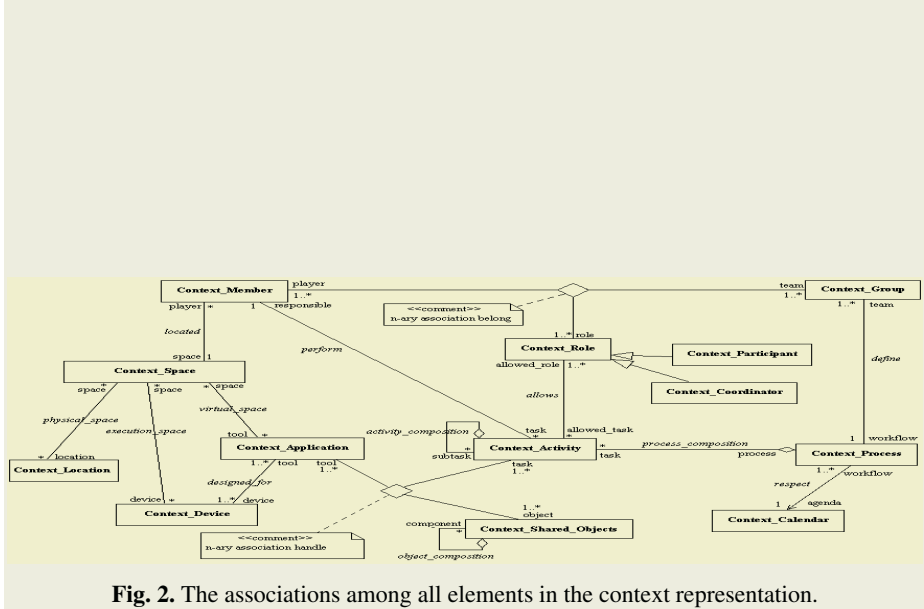 player
team
Context_Member
Context_Group
1..*
1..*
player * 1 responsible
<<comment>>
n-ary association belong
1..* team
located
1..* role
perform
Context_Role
Context_Participant
space 1
allowed_role 1..*
define
Context_Space
Context_Coordinator
* space * space * space
allows
virtual_space
physical_space
execution_space
activity_composition
allowed_task
tool *
task * *
1 workflow
Context_Application
Context_Activity
process_composition
Context_Process
* location
subtask *
* task
process
Context_Location
1..* tool tool 1..*
task 1..*
1..* workflow
designed_for
respect
device * 1..* device
1..* object
1 agenda
Context_Device
component *
Context_Shared_Objects
Context_Calendar
<<comment>>
n-ary association handle
object_composition
Fig. 2. The associations among all elements in the context representation.